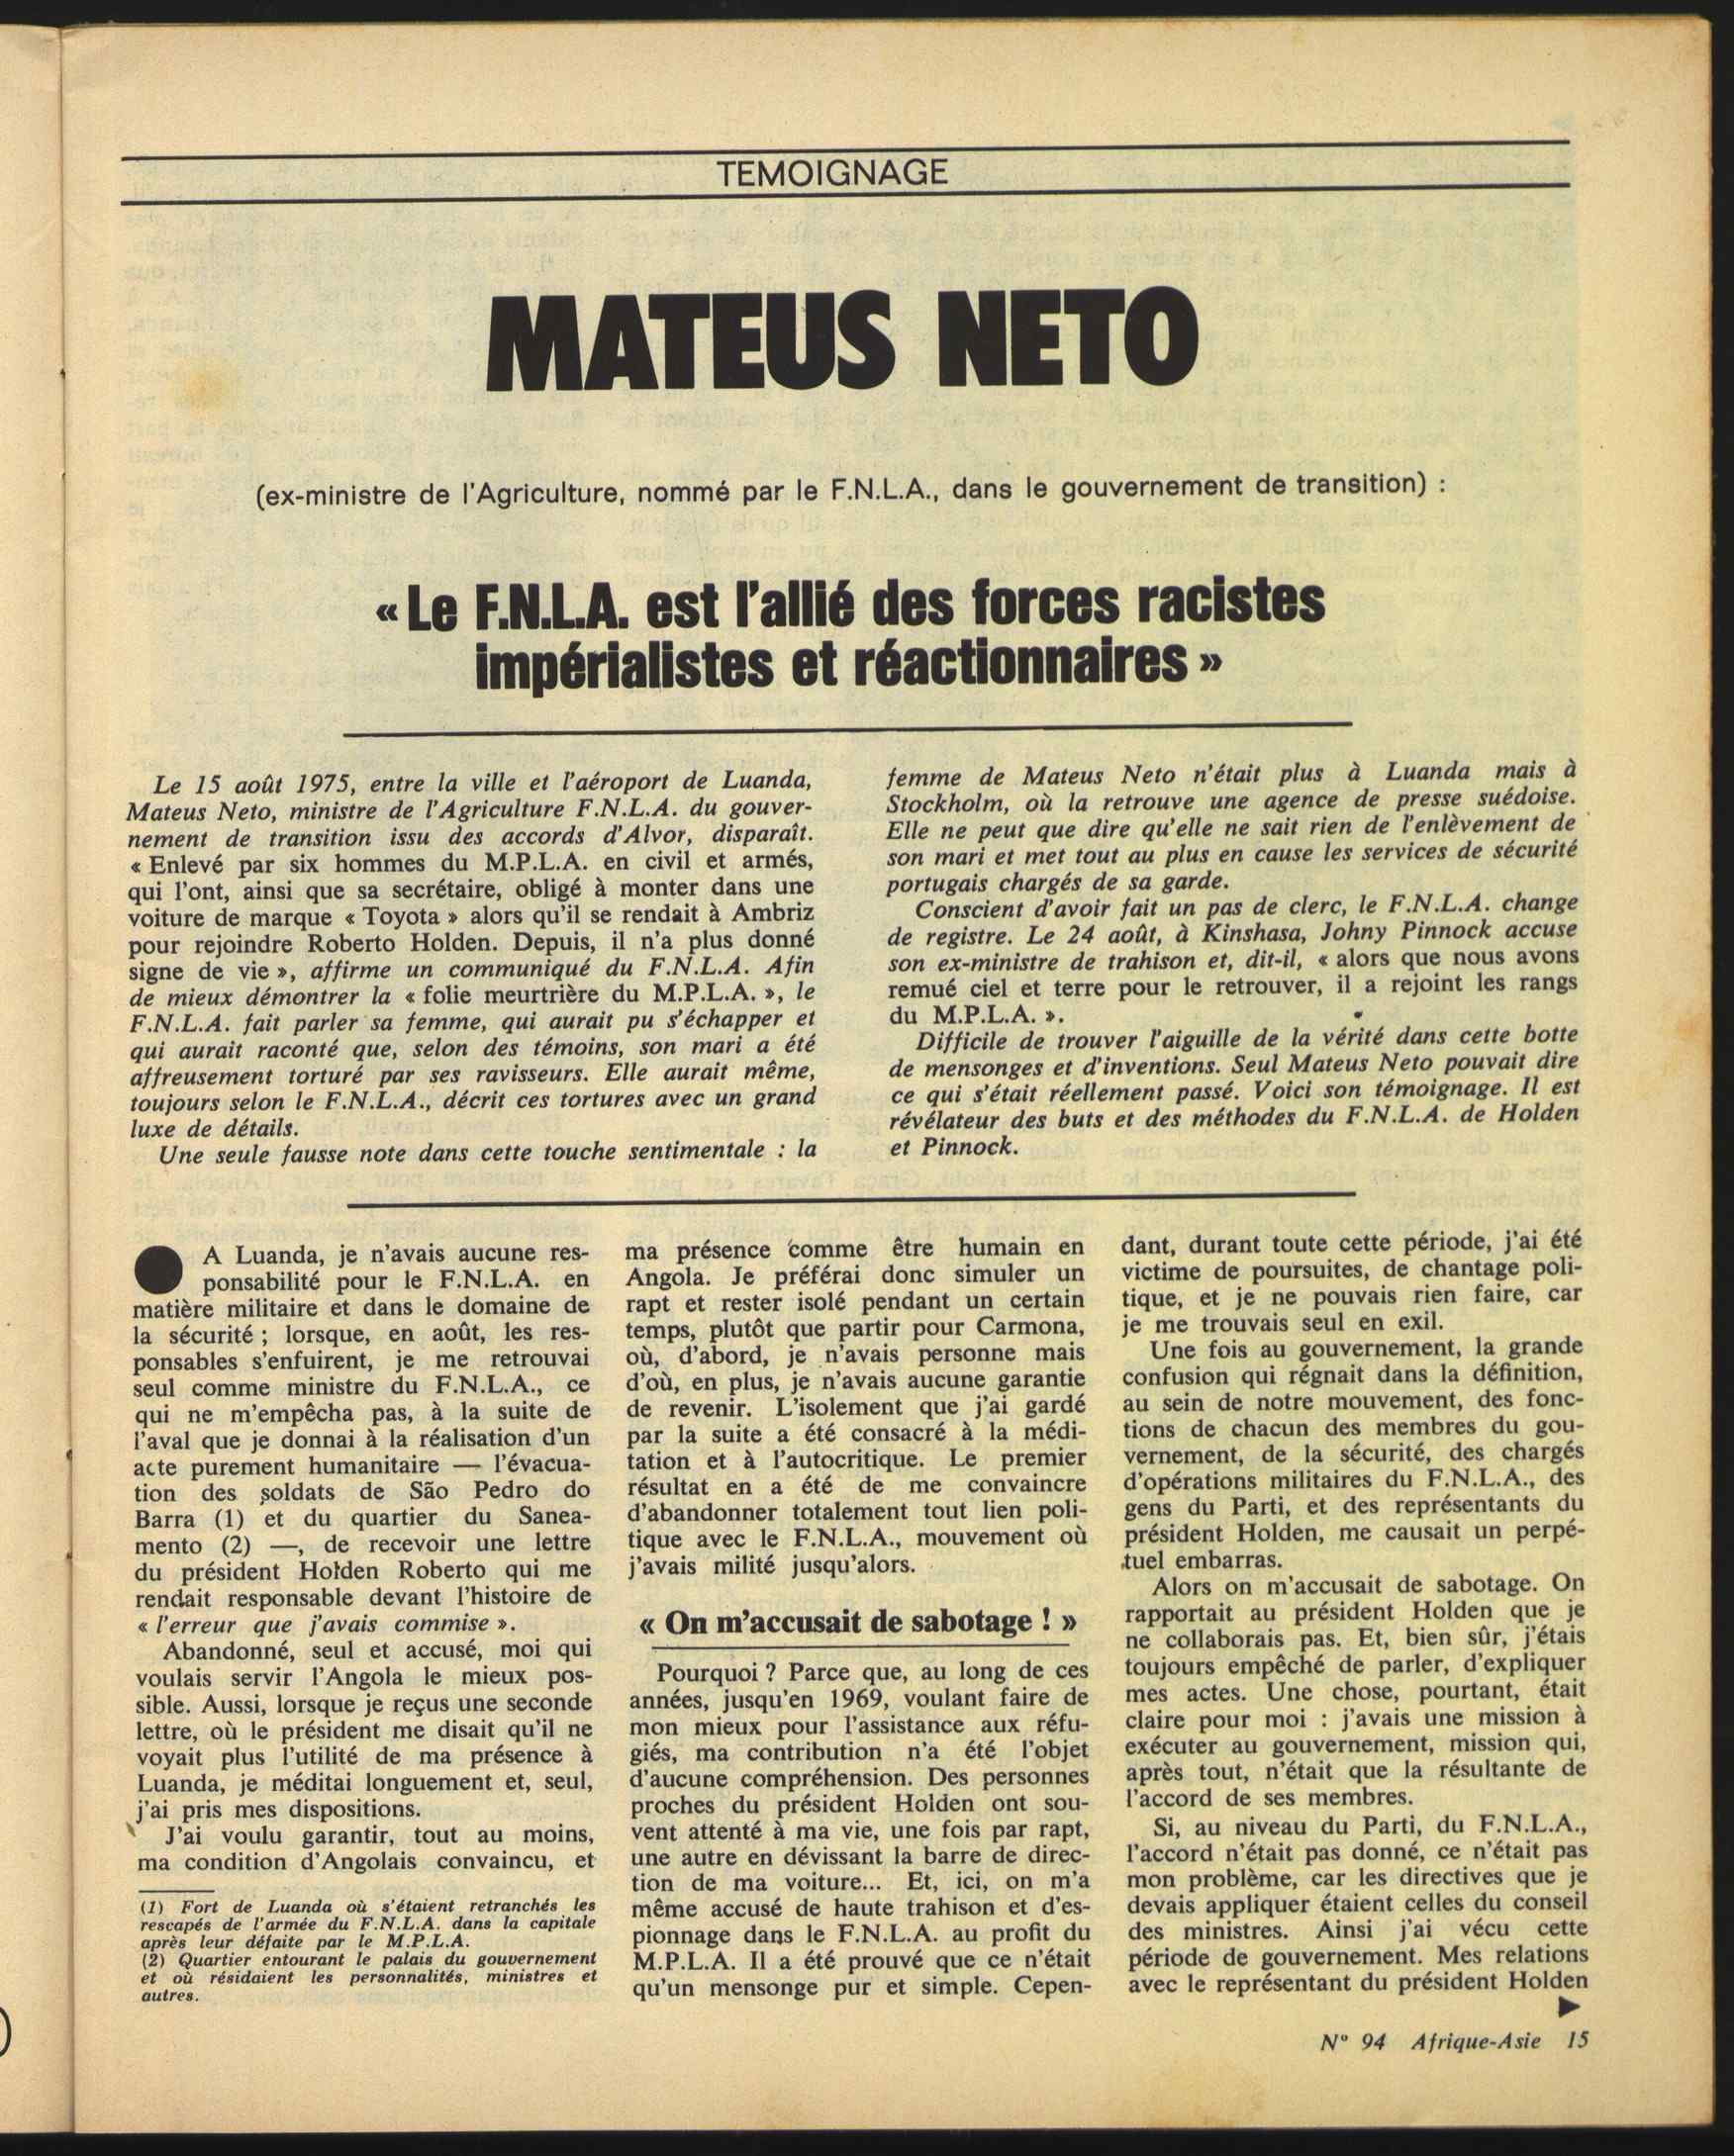 TEMOIGNAGE
MATEUS NETO
(ex-ministre de l'Agriculture, nommé par le F.N.L.A., dans le gouvernement de transition) :
« Le F.N.L.A. est l'allié des forces racistes
impérialistes et réactionnaires »
Le 15 août 1975, entre la ville et l'aéroport de Luanda,
Mateus Neto, ministre de l'Agriculture F.N.L.A. du gouver-
nement de transition issu des accords d'Alvor, disparaît.
« Enlevé par six hommes du M.P.L.A. en civil et armés,
qui l'ont, ainsi que sa secrétaire, obligé à monter dans une
voiture de marque « Toyota » alors qu'il se rendait à Ambriz
pour rejoindre Roberto Holden. Depuis, il n'a plus donné
signe de vie », affirme un communiqué du F.N.L.A. Afin
de mieux démontrer la « folie meurtrière du M.P.L.A. », le
F.N.L.A. fait parler sa femme, qui aurait pu s'échapper et
qui aurait raconté que, selon des témoins, son mari a été
affreusement torturé par ses ravisseurs. Elle aurait même,
toujours selon le F.N.L.A., décrit ces tortures avec un grand
luxe de détails.
Une seule fausse note dans cette touche sentimentale : la
femme de Mateus Neto n'était plus à Luanda mais à
Stockholm, où la retrouve une agence de presse suédoise.
Elle ne peut que dire qu'elle ne sait rien de l'enlèvement de
son mari et met tout au plus en cause les services de sécurité
portugais chargés de sa garde.
Conscient d'avoir fait un pas de clerc, le F.N.L.A. change
de registre. Le 24 août, à Kinshasa, Johny Pinnock accuse
son ex-ministre de trahison et, dit-il, « alors que nous avons
remué ciel et terre pour le retrouver, il a rejoint les rangs
du M.P.L.A. ».
Difficile de trouver l'aiguille de la vérité dans cette botte
de mensonges et d'inventions. Seul Mateus Neto pouvait dire
ce qui s'était réellement passé. Voici son témoignage. Il est
révélateur des buts et des méthodes du F.N.L.A. de Holden
et Pinnock.
● A Luanda, je n'avais aucune res-
ponsabilité pour le F.N.L.A. en
matière militaire et dans le domaine de
la sécurité ; lorsque, en août, les res-
ponsables s'enfuirent, je me retrouvai
seul comme ministre du F.N.L.A., ce
qui ne m'empêcha pas, à la suite de
l'aval que je donnai à la réalisation d'un
acte purement humanitaire — l'évacua-
tion des soldats de São Pedro do
Barra (1) et du quartier du Sanea-
mento (2) —, de recevoir une lettre
du président Holden Roberto qui me
rendait responsable devant l'histoire de
« l'erreur que j'avais commise ».
Abandonné, seul et accusé, moi qui
voulais servir l'Angola le mieux pos-
sible. Aussi, lorsque je reçus une seconde
lettre, où le président me disait qu'il ne
voyait plus l'utilité de ma présence à
Luanda, je méditai longuement et, seul,
j'ai pris mes dispositions.
J'ai voulu garantir, tout au moins,
ma condition d'Angolais convaincu, et
(1) Fort de Luanda où s'étaient retranchés les
rescapés de l'armée du F.N.L.A. dans la capitale
après leur défaite par le M.P.L.A.
(2) Quartier entourant le palais du gouvernement
et où résidaient les personnalités, ministres et
autres.
ma présence comme être humain en
Angola. Je préférai donc simuler un
rapt et rester isolé pendant un certain
temps, plutôt que partir pour Carmona,
où, d'abord, je n'avais personne mais
d'où, en plus, je n'avais aucune garantie
de revenir. L'isolement que j'ai gardé
par la suite a été consacré à la médi-
tation et à l'autocritique. Le premier
résultat en a été de me convaincre
d'abandonner totalement tout lien poli-
tique avec le F.N.L.A., mouvement où
j'avais milité jusqu'alors.
« On m'accusait de sabotage ! »
Pourquoi ? Parce que, au long de ces
années, jusqu'en 1969, voulant faire de
mon mieux pour l'assistance aux réfu-
giés, ma contribution n'a été l'objet
d'aucune compréhension. Des personnes
proches du président Holden ont sou-
vent attenté à ma vie, une fois par rapt,
une autre en dévissant la barre de direc-
tion de ma voiture... Et, ici, on m'a
même accusé de haute trahison et d'es-
pionnage dans le F.N.L.A. au profit du
M.P.L.A. Il a été prouvé que ce n'était
qu'un mensonge pur et simple. Cepen-
dant, durant toute cette période, j'ai été
victime de poursuites, de chantage poli-
tique, et je ne pouvais rien faire, car
je me trouvais seul en exil.
Une fois au gouvernement, la grande
confusion qui régnait dans la définition,
au sein de notre mouvement, des fonc-
tions de chacun des membres du gou-
vernement, de la sécurité, des chargés
d'opérations militaires du F.N.L.A., des
gens du Parti, et des représentants du
président Holden, me causait un perpé-
tuel embarras.
Alors on m'accusait de sabotage. On
rapportait au président Holden que je
ne collaborais pas. Et, bien sûr, j'étais
toujours empêché de parler, d'expliquer
mes actes. Une chose, pourtant, était
claire pour moi : j'avais une mission à
exécuter au gouvernement, mission qui,
après tout, n'était que la résultante de
l'accord de ses membres.
Si, au niveau du Parti, du F.N.L.A.,
l'accord n'était pas donné, ce n'était pas
mon problème, car les directives que je
devais appliquer étaient celles du conseil
des ministres. Ainsi j'ai vécu cette
période de gouvernement. Mes relations
avec le représentant du président Holden
N° 94 Afrique-Asie 15